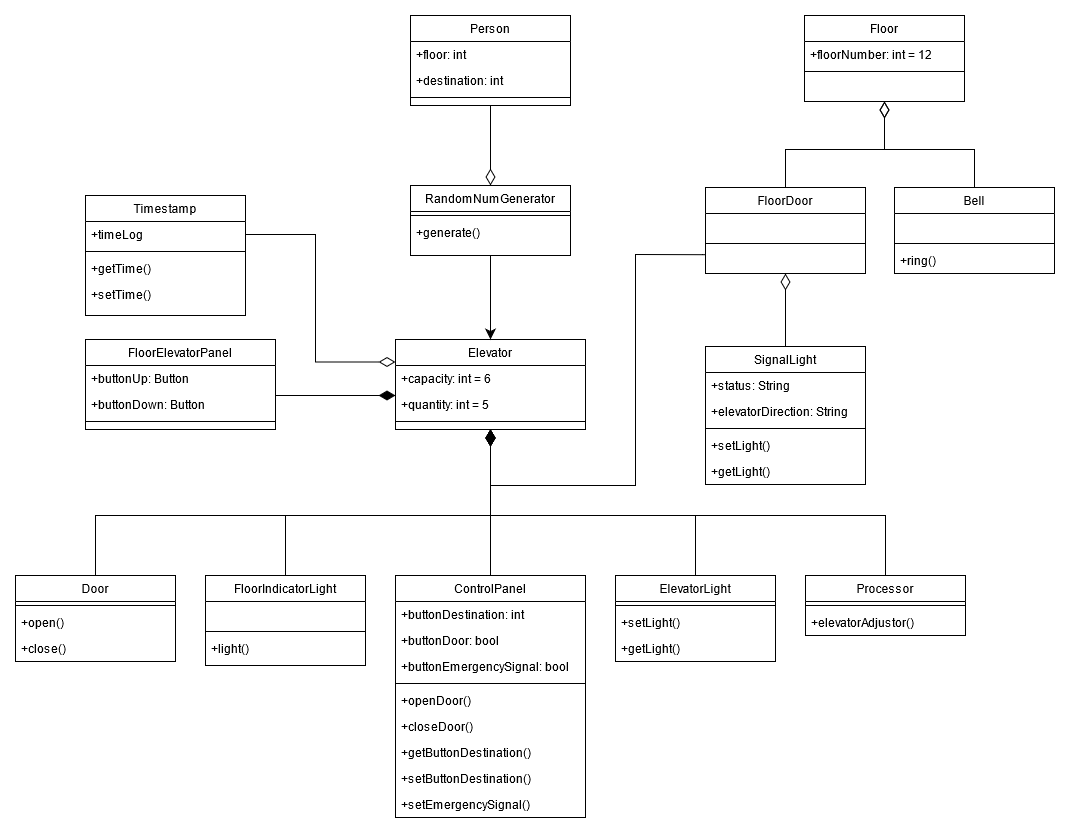 Person
+floor: int
+destination: int
Floor
+floorNumber: int = 12
RandomNumGenerator
+generate()
Timestamp
+timeLog
+getTime()
+setTime()
FloorDoor
Bell
+ring()
FloorElevatorPanel
+buttonUp: Button
+buttonDown: Button
Elevator
+capacity: int = 6
+quantity: int = 5
SignalLight
+status: String
+elevatorDirection: String
+setLight()
+getLight()
Door
+open()
+close()
FloorIndicatorLight
+light()
ControlPanel
+buttonDestination: int
+buttonDoor: bool
+buttonEmergencySignal: bool
+openDoor()
+closeDoor()
+getButtonDestination()
+setButtonDestination()
+setEmergencySignal()
ElevatorLight
+setLight()
+getLight()
Processor
+elevatorAdjustor()